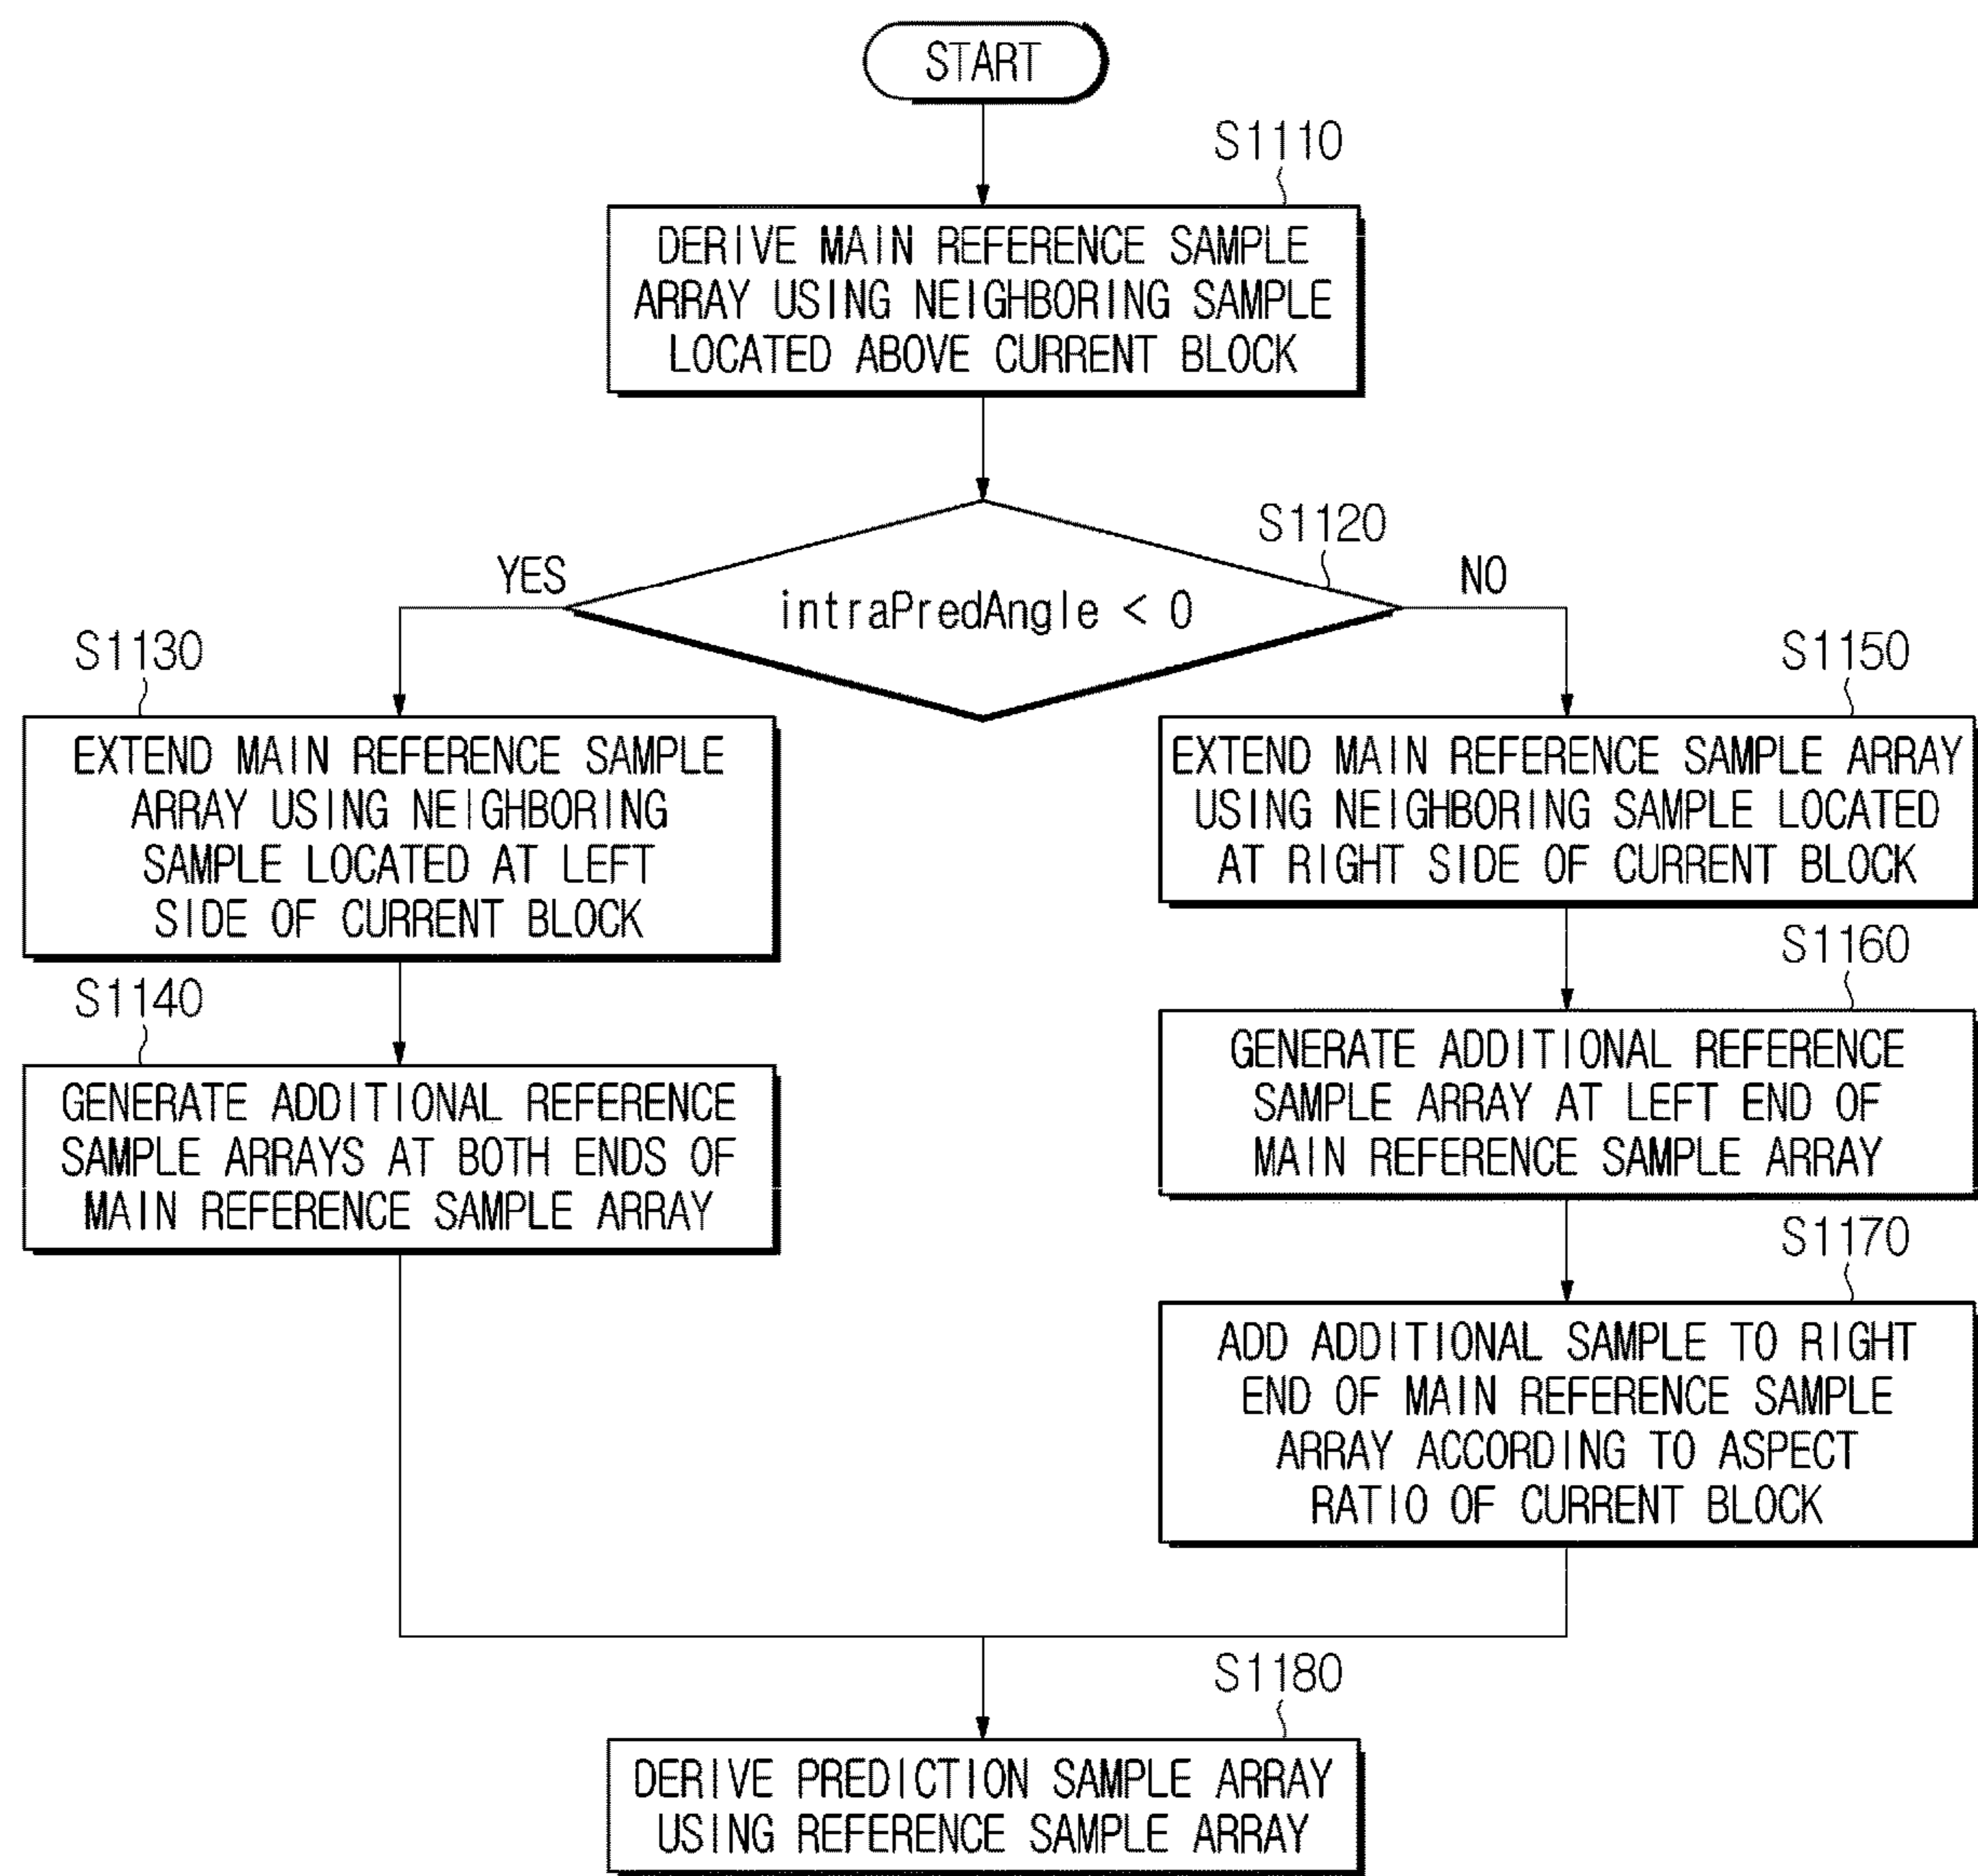 START
S1110
DERIVE MAIN REFERENCE SAMPLE
ARRAY USING NEIGHBORING SAMPLE
LOCATED ABOVE CURRENT BLOCK
S1120
intraPredAngle < 0
YES
NO
S1130
EXTEND MAIN REFERENCE SAMPLE
ARRAY USING NEIGHBORING
SAMPLE LOCATED AT LEFT
SIDE OF CURRENT BLOCK
S1140
GENERATE ADDITIONAL REFERENCE
SAMPLE ARRAYS AT BOTH ENDS OF
MAIN REFERENCE SAMPLE ARRAY
S1150
EXTEND MAIN REFERENCE SAMPLE ARRAY
USING NEIGHBORING SAMPLE LOCATED
AT RIGHT SIDE OF CURRENT BLOCK
S1160
GENERATE ADDITIONAL REFERENCE
SAMPLE ARRAY AT LEFT END OF
MAIN REFERENCE SAMPLE ARRAY
S1170
ADD ADDITIONAL SAMPLE TO RIGHT
END OF MAIN REFERENCE SAMPLE
ARRAY ACCORDING TO ASPECT
RATIO OF CURRENT BLOCK
S1180
DERIVE PREDICTION SAMPLE ARRAY
USING REFERENCE SAMPLE ARRAY